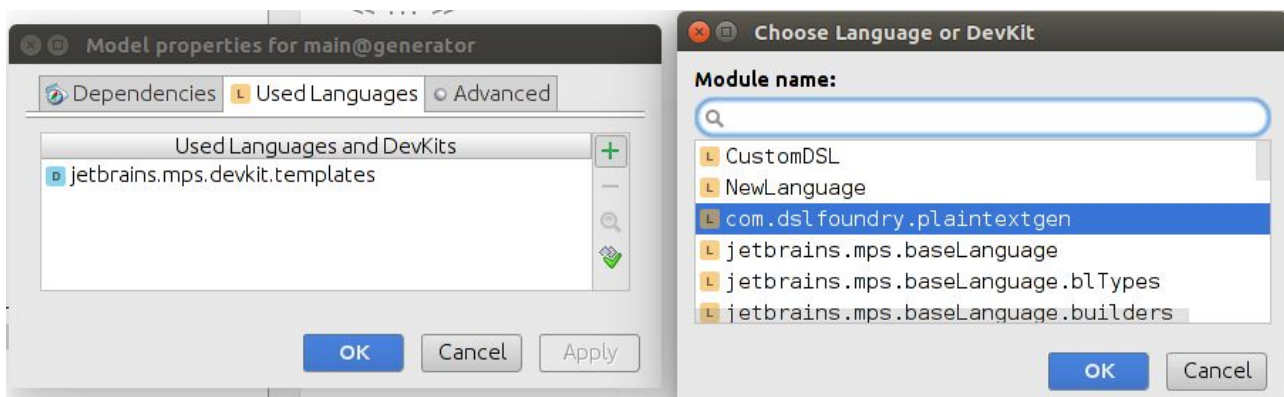 << ... >>
Model properties for main@generator
Dependencies
L Used Languages
Advanced
Used Languages and DevKits
D jetbrains.mps.devkit.templates
OK
Cancel
Apply
Choose Language or DevKit
Module name:
L CustomDSL
L NewLanguage
L com.dslfoundry.plaintextgen
L jetbrains.mps.baseLanguage
L jetbrains.mps.baseLanguage.blTypes
L jetbrains.mps.baseLanguage.builders
OK
Cancel